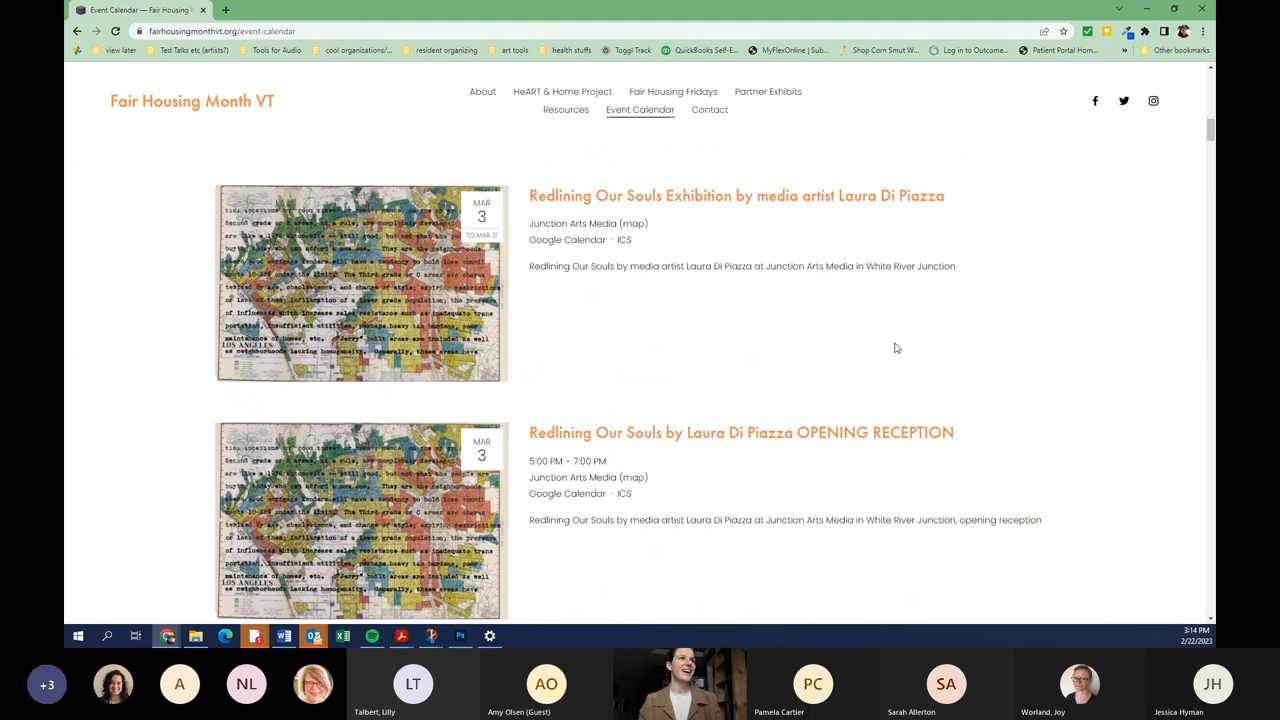 Event Calendar — Fair Housing M
fairhousingmonthvt.org/event-calendar
view later
Ted Talks etc (artists?)
Tools for Audio
cool organizations/...
resident organizing
art tools
health stuffs
Toggl Track
QuickBooks Self-E...
MyFlexOnline | Sub...
Shop Corn Smut W...
Log in to Outcome...
Patient Portal Hom...
»
Other bookmarks
Fair Housing Month VT
About
HeART & Home Project
Fair Housing Fridays
Partner Exhibits
Resources
Event Calendar
Contact
MAR
3
TO MAR 31
LOS ANGELES
Redlining Our Souls Exhibition by media artist Laura Di Piazza
Junction Arts Media (map)
Google Calendar · ICS
Redlining Our Souls by media artist Laura Di Piazza at Junction Arts Media in White River Junction
MAR
3
LOS ANGELES
Redlining Our Souls by Laura Di Piazza OPENING RECEPTION
5:00 PM – 7:00 PM
Junction Arts Media (map)
Google Calendar · ICS
Redlining Our Souls by media artist Laura Di Piazza at Junction Arts Media in White River Junction, opening reception
3:14 PM
2/22/2023
+3
A
NL
LT
Talbert, Lilly
AO
Amy Olsen (Guest)
PC
Pamela Cartier
SA
Sarah Allerton
Worland, Joy
JH
Jessica Hyman